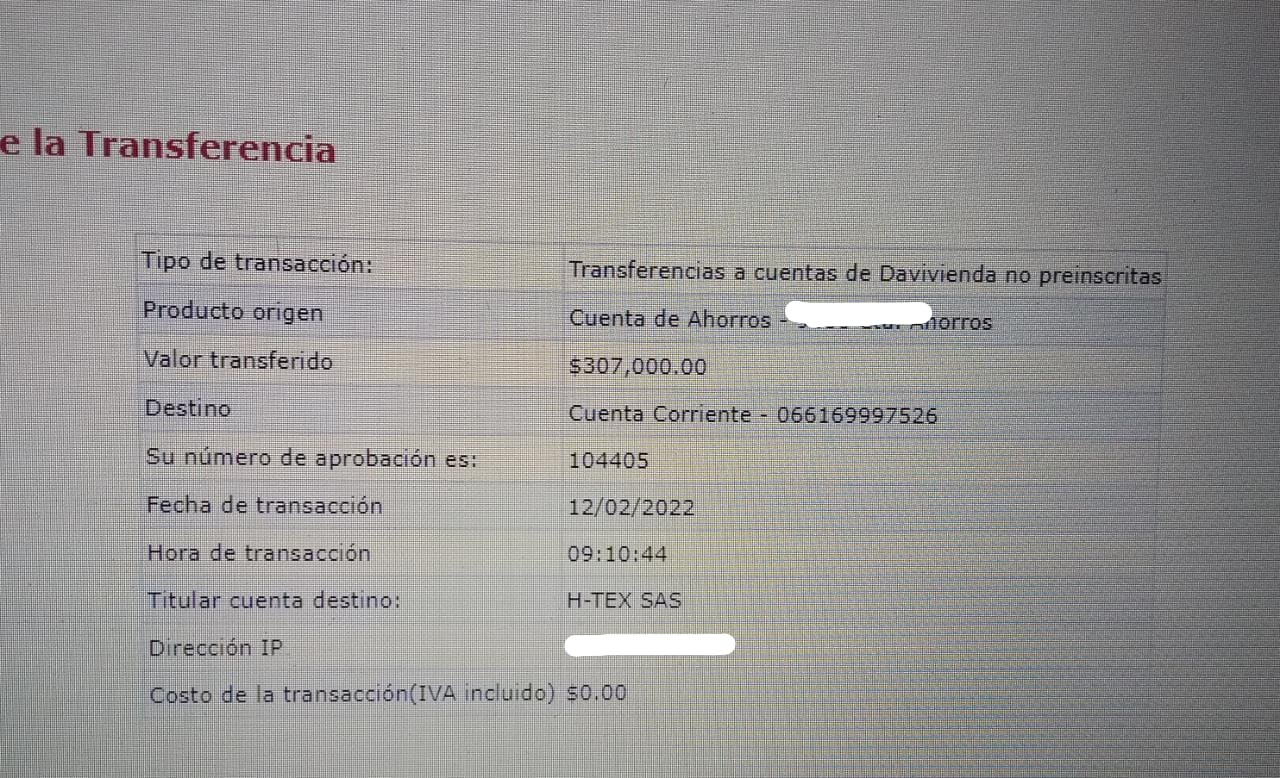 e la Transferencia
Tipo de transacción: Transferencias a cuentas de Davivienda no preinscritas
Producto origen Cuenta de Ahorros - Ahorros
Valor transferido $307,000.00
Destino Cuenta Corriente - 066169997526
Su número de aprobación es: 104405
Fecha de transacción 12/02/2022
Hora de transacción 09:10:44
Titular cuenta destino: H-TEX SAS
Dirección IP
Costo de la transacción(IVA incluido) $0.00